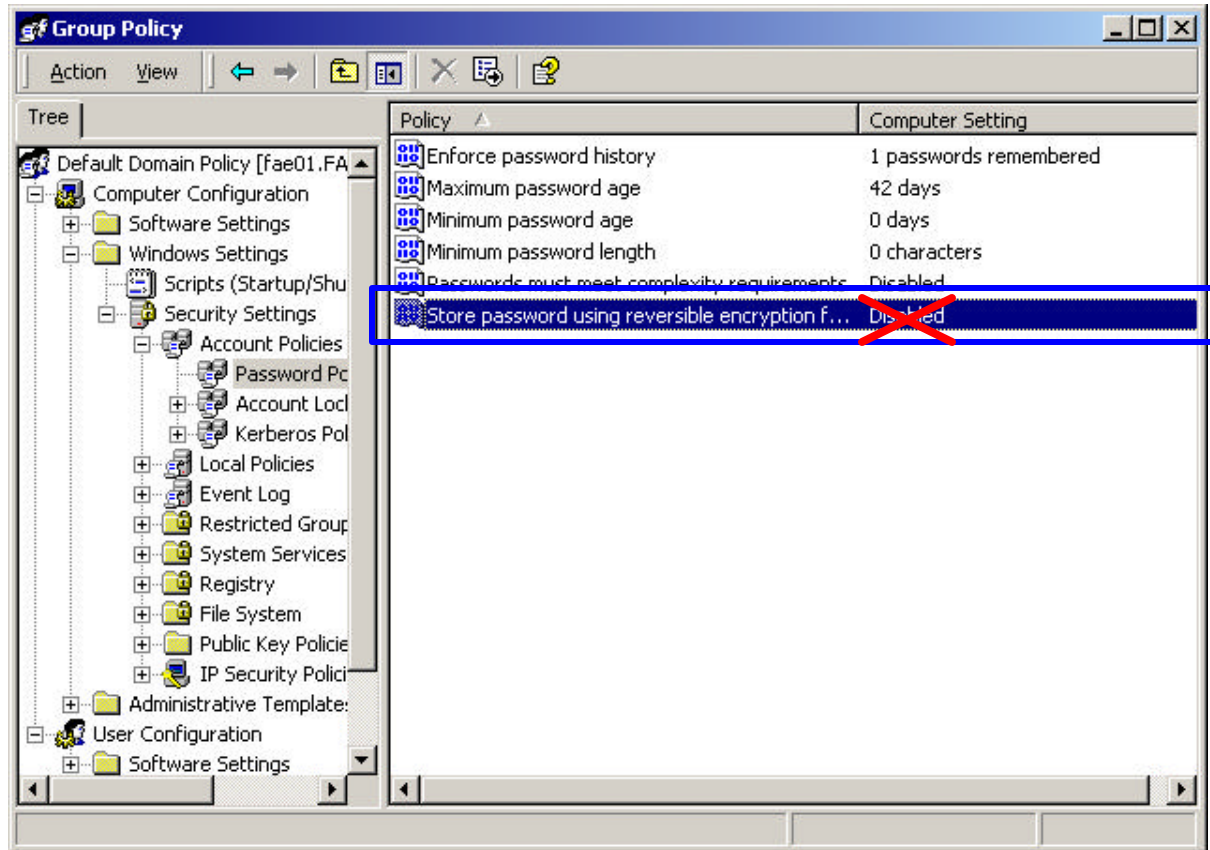 Group Policy
Action View
Tree
Policy Computer Setting
Default Domain Policy [fae01.FA
Computer Configuration
Software Settings
Windows Settings
Scripts (Startup/Shu
Security Settings
Account Policies
Password Po
Account Locl
Kerberos Pol
Local Policies
Event Log
Restricted Group
System Services
Registry
File System
Public Key Policie
IP Security Polici
Administrative Template
User Configuration
Software Settings
Enforce password history 1 passwords remembered
Maximum password age 42 days
Minimum password age 0 days
Minimum password length 0 characters
Passwords must meet complexity requirements Disabled
Store password using reversible encryption f... Disabled